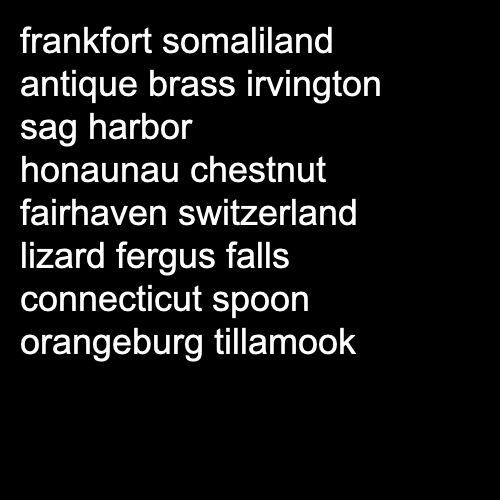 frankfort somaliland
antique brass irvington
sag harbor
honaunau chestnut
fairhaven switzerland
lizard fergus falls
connecticut spoon
orangeburg tillamook